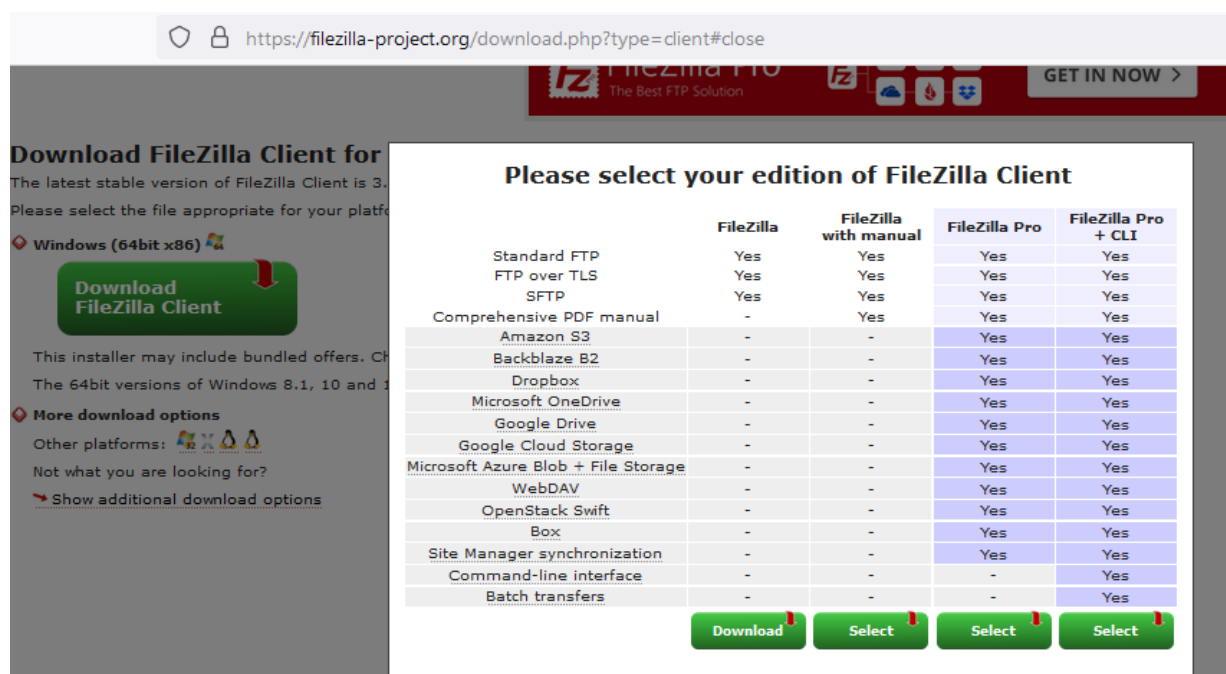 https://filezilla-project.org/download.php?type=client#close
FileZilla Pro
The Best FTP Solution
GET IN NOW >
Download FileZilla Client for
The latest stable version of FileZilla Client is 3.
Please select the file appropriate for your
Windows (64bit x86)
Download
FileZilla Client
This installer may include bundled offers.
The 64bit versions of Windows 8.1, 10 and
More download options
Other platforms:
Not what you are looking for?
Show additional download options
Please select your edition of FileZilla Client
FileZilla FileZilla with manual FileZilla Pro FileZilla Pro + CLI
Standard FTP Yes Yes Yes Yes
FTP over TLS Yes Yes Yes Yes
SFTP Yes Yes Yes Yes
Comprehensive PDF manual - Yes Yes Yes
Amazon S3 - - Yes Yes
Backblaze B2 - - Yes Yes
Dropbox - - Yes Yes
Microsoft OneDrive - - Yes Yes
Google Drive - - Yes Yes
Google Cloud Storage - - Yes Yes
Microsoft Azure Blob + File Storage - - Yes Yes
WebDAV - - Yes Yes
OpenStack Swift - - Yes Yes
Box - - Yes Yes
Site Manager synchronization - - Yes Yes
Command-line interface - - - Yes
Batch transfers - - - Yes
Download Select Select Select